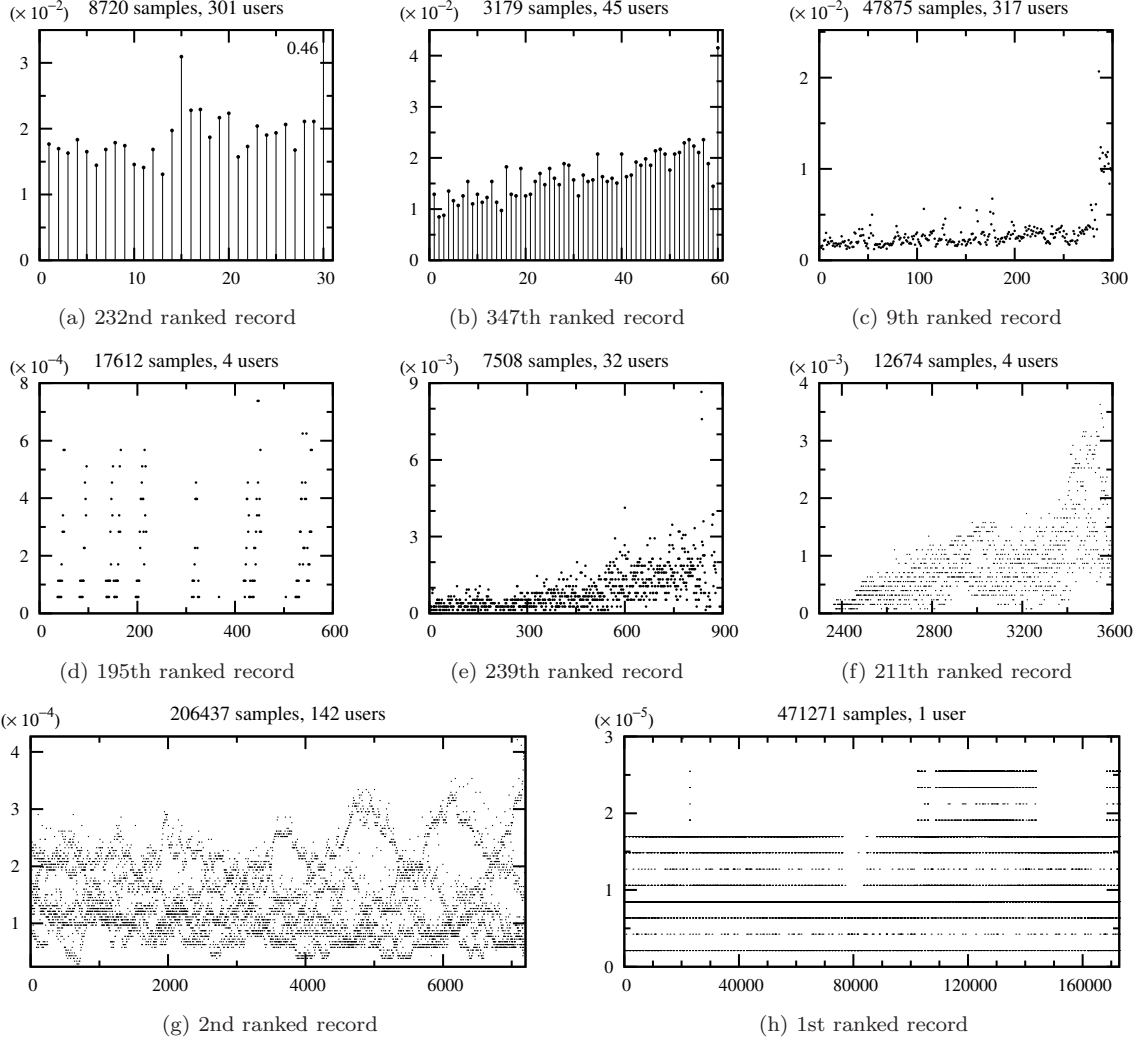 8720 samples, 301 users
(× 10⁻²)
0.46
3
2
1
0
0 10 20 30
(a) 232nd ranked record
3179 samples, 45 users
(× 10⁻²)
4
3
2
1
0
0 20 40 60
(b) 347th ranked record
47875 samples, 317 users
(× 10⁻²)
2
1
0
0 100 200 300
(c) 9th ranked record
17612 samples, 4 users
(× 10⁻⁴)
8
6
4
2
0
0 200 400 600
(d) 195th ranked record
7508 samples, 32 users
(× 10⁻³)
9
6
3
0
0 300 600 900
(e) 239th ranked record
12674 samples, 4 users
(× 10⁻³)
4
3
2
1
0
2400 2800 3200 3600
(f) 211th ranked record
206437 samples, 142 users
(× 10⁻⁴)
4
3
2
1
0 2000 4000 6000
(g) 2nd ranked record
471271 samples, 1 user
(× 10⁻⁵)
3
2
1
0
0 40000 80000 120000 160000
(h) 1st ranked record